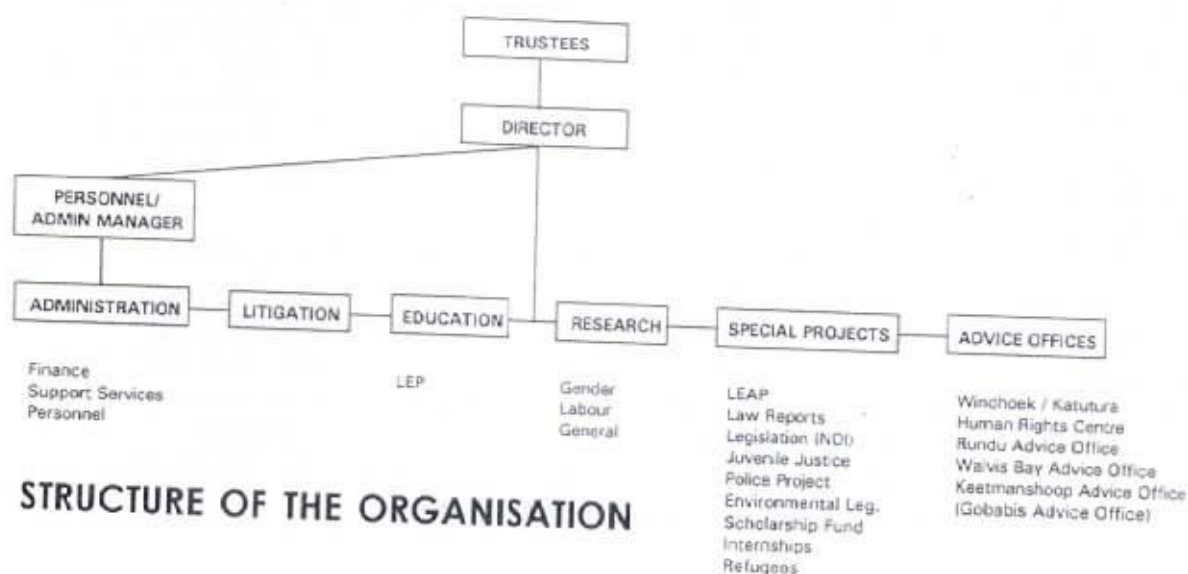 TRUSTEES
DIRECTOR
PERSONNEL/
ADMIN MANAGER
ADMINISTRATION
LITIGATION
EDUCATION
RESEARCH
SPECIAL PROJECTS
ADVICE OFFICES
Finance
Support Services
Personnel
LEP
Gender
Labour
General
LEAP
Law Reports
Legislation (NDI)
Juvenile Justice
Police Project
Environmental Leg.
Scholarship Fund
Internships
Refugees
Windhoek / Katutura
Human Rights Centre
Rundu Advice Office
Walvis Bay Advice Office
Keetmanshoop Advice Office
(Gobabis Advice Office)
STRUCTURE OF THE ORGANISATION